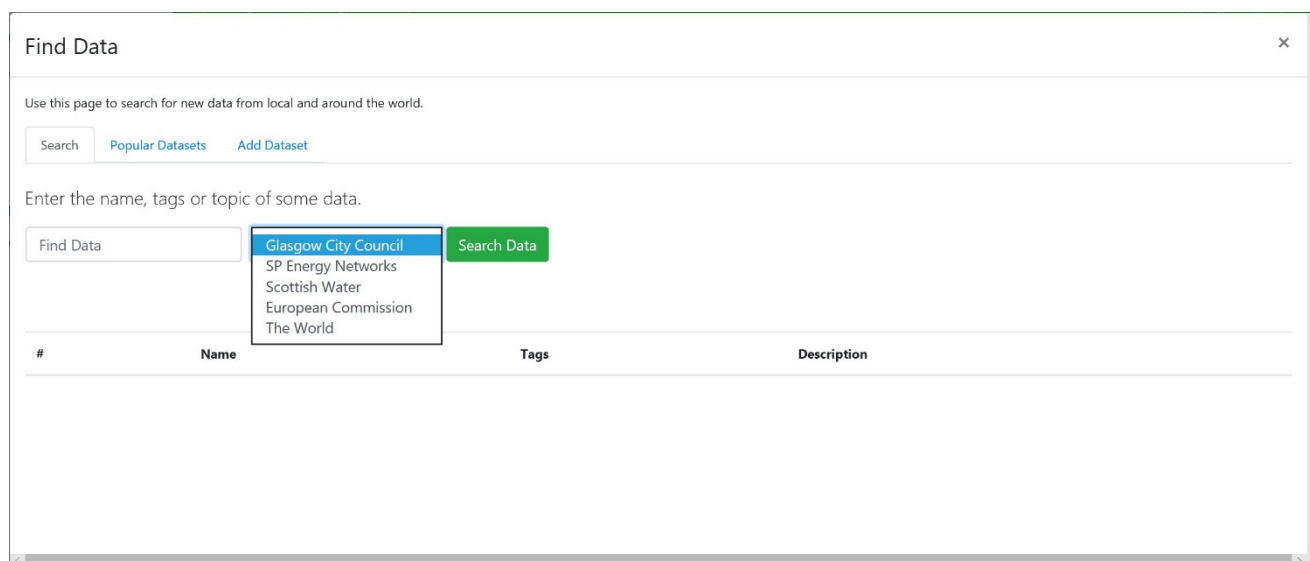 Find Data ×
Use this page to search for new data from local and around the world.
Search Popular Datasets Add Dataset
Enter the name, tags or topic of some data.
Find Data Glasgow City Council Search Data
SP Energy Networks
Scottish Water
European Commission
The World
# Name Tags Description